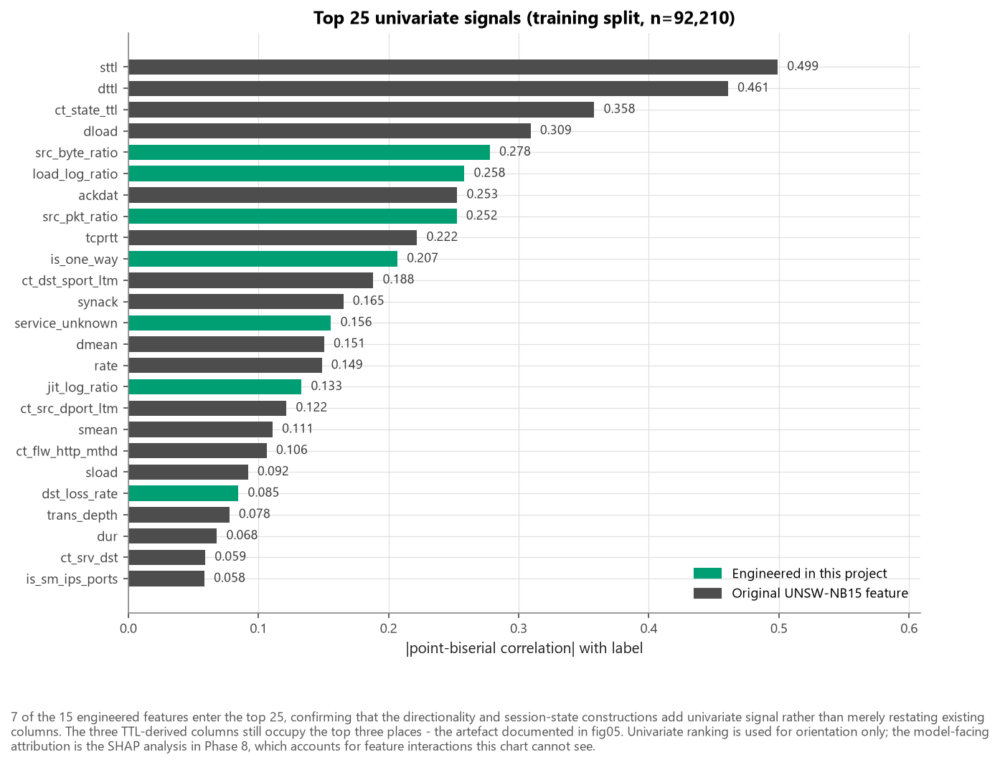 Top 25 univariate signals (training split, n=92,210)
sttl 0.499
dttl 0.461
ct_state_ttl 0.358
dload 0.309
src_byte_ratio 0.278
load_log_ratio 0.258
ackdat 0.253
src_pkt_ratio 0.252
tcprtt 0.222
is_one_way 0.207
ct_dst_sport_ltm 0.188
synack 0.165
service_unknown 0.156
dmean 0.151
rate 0.149
jit_log_ratio 0.133
ct_src_dport_ltm 0.122
smean 0.111
ct_flw_http_mthd 0.106
sload 0.092
dst_loss_rate 0.085
trans_depth 0.078
dur 0.068
ct_srv_dst 0.059
is_sm_ips_ports 0.058
Engineered in this project
Original UNSW-NB15 feature
0.0 0.1 0.2 0.3 0.4 0.5 0.6
|point-biserial correlation| with label
7 of the 15 engineered features enter the top 25, confirming that the directionality and session-state constructions add univariate signal rather than merely restating existing
columns. The three TTL-derived columns still occupy the top three places - the artefact documented in fig05. Univariate ranking is used for orientation only; the model-facing
attribution is the SHAP analysis in Phase 8, which accounts for feature interactions this chart cannot see.